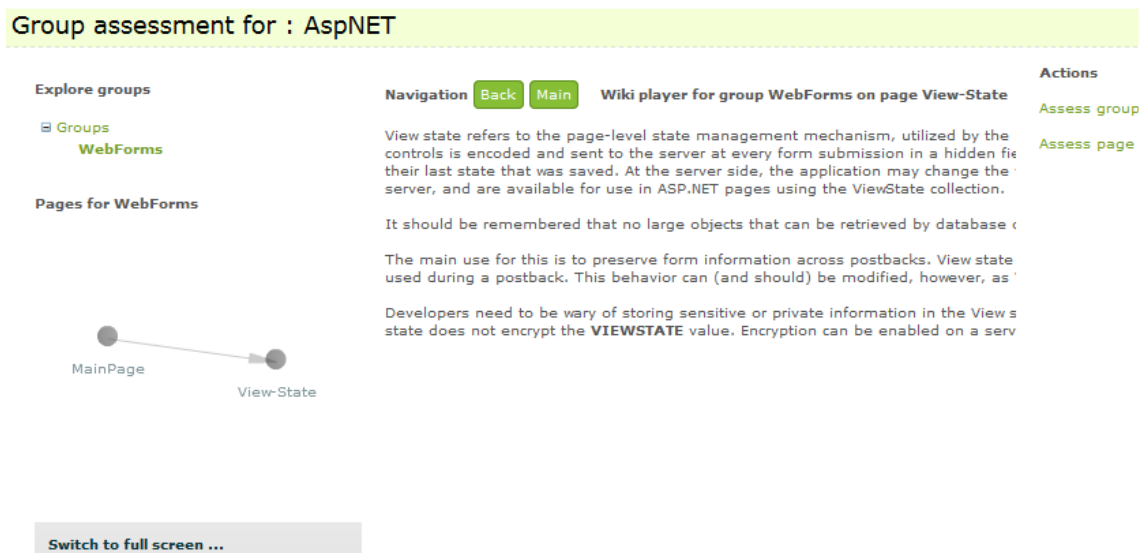 Group assessment for : AspNET
Explore groups
Groups
WebForms
Pages for WebForms
MainPage
View-State
Switch to full screen ...
Navigation Back Main Wiki player for group WebForms on page View-State
View state refers to the page-level state management mechanism, utilized by the
controls is encoded and sent to the server at every form submission in a hidden fie
their last state that was saved. At the server side, the application may change the
server, and are available for use in ASP.NET pages using the ViewState collection.
It should be remembered that no large objects that can be retrieved by database
The main use for this is to preserve form information across postbacks. View state
used during a postback. This behavior can (and should) be modified, however, as
Developers need to be wary of storing sensitive or private information in the View s
state does not encrypt the VIEWSTATE value. Encryption can be enabled on a serv
Actions
Assess group
Assess page